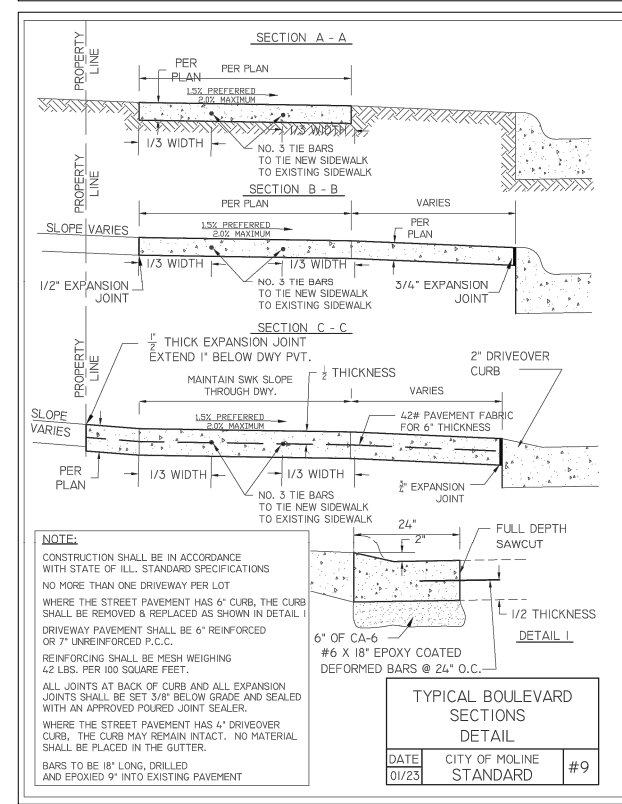 SECTION A - A
PROPERTY LINE
PER PLAN
PER PLAN
1.5% PREFERRED
2.0% MAXIMUM
1/3 WIDTH
1/3 WIDTH
NO. 3 TIE BARS
TO TIE NEW SIDEWALK
TO EXISTING SIDEWALK
SECTION B - B
PROPERTY LINE
PER PLAN
VARIES
SLOPE VARIES
1.5% PREFERRED
2.0% MAXIMUM
PER
PLAN
1/3 WIDTH
1/3 WIDTH
1/2" EXPANSION
JOINT
NO. 3 TIE BARS
TO TIE NEW SIDEWALK
TO EXISTING SIDEWALK
3/4" EXPANSION
JOINT
SECTION C - C
PROPERTY LINE
1/2" THICK EXPANSION JOINT
EXTEND 1" BELOW DWY PVT.
MAINTAIN SWK SLOPE
THROUGH DWY.
1/2 THICKNESS
VARIES
2" DRIVEOVER
CURB
SLOPE
VARIES
1.5% PREFERRED
2.0% MAXIMUM
42# PAVEMENT FABRIC
FOR 6" THICKNESS
PER
PLAN
1/3 WIDTH
1/3 WIDTH
NO. 3 TIE BARS
TO TIE NEW SIDEWALK
TO EXISTING SIDEWALK
3/4" EXPANSION
JOINT
24"
2"
FULL DEPTH
SAWCUT
1/2 THICKNESS
DETAIL 1
6" OF CA-6
#6 X 18" EPOXY COATED
DEFORMED BARS @ 24" O.C.
NOTE:
CONSTRUCTION SHALL BE IN ACCORDANCE
WITH STATE OF ILL. STANDARD SPECIFICATIONS
NO MORE THAN ONE DRIVEWAY PER LOT
WHERE THE STREET PAVEMENT HAS 6" CURB, THE CURB
SHALL BE REMOVED & REPLACED AS SHOWN IN DETAIL 1
DRIVEWAY PAVEMENT SHALL BE 6" REINFORCED
OR 7" UNREINFORCED P.C.C.
REINFORCING SHALL BE MESH WEIGHING
42 LBS. PER 100 SQUARE FEET.
ALL JOINTS AT BACK OF CURB AND ALL EXPANSION
JOINTS SHALL BE SET 3/8" BELOW GRADE AND SEALED
WITH AN APPROVED POURED JOINT SEALER.
WHERE THE STREET PAVEMENT HAS 4" DRIVEOVER
CURB, THE CURB MAY REMAIN INTACT. NO MATERIAL
SHALL BE PLACED IN THE GUTTER.
BARS TO BE 18" LONG, DRILLED
AND EPOXIED 9" INTO EXISTING PAVEMENT
TYPICAL BOULEVARD
SECTIONS
DETAIL
DATE
01/23
CITY OF MOLINE
STANDARD
#9